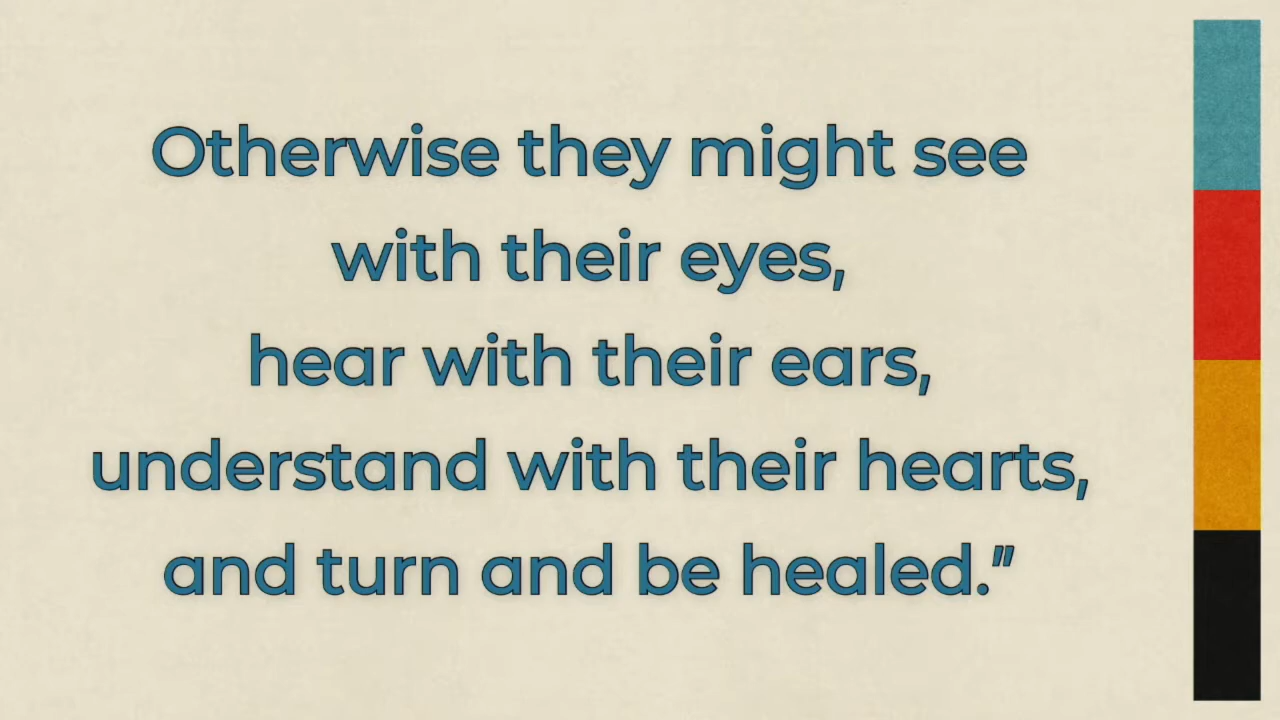 Otherwise they might see
with their eyes,
hear with their ears,
understand with their hearts,
and turn and be healed.”